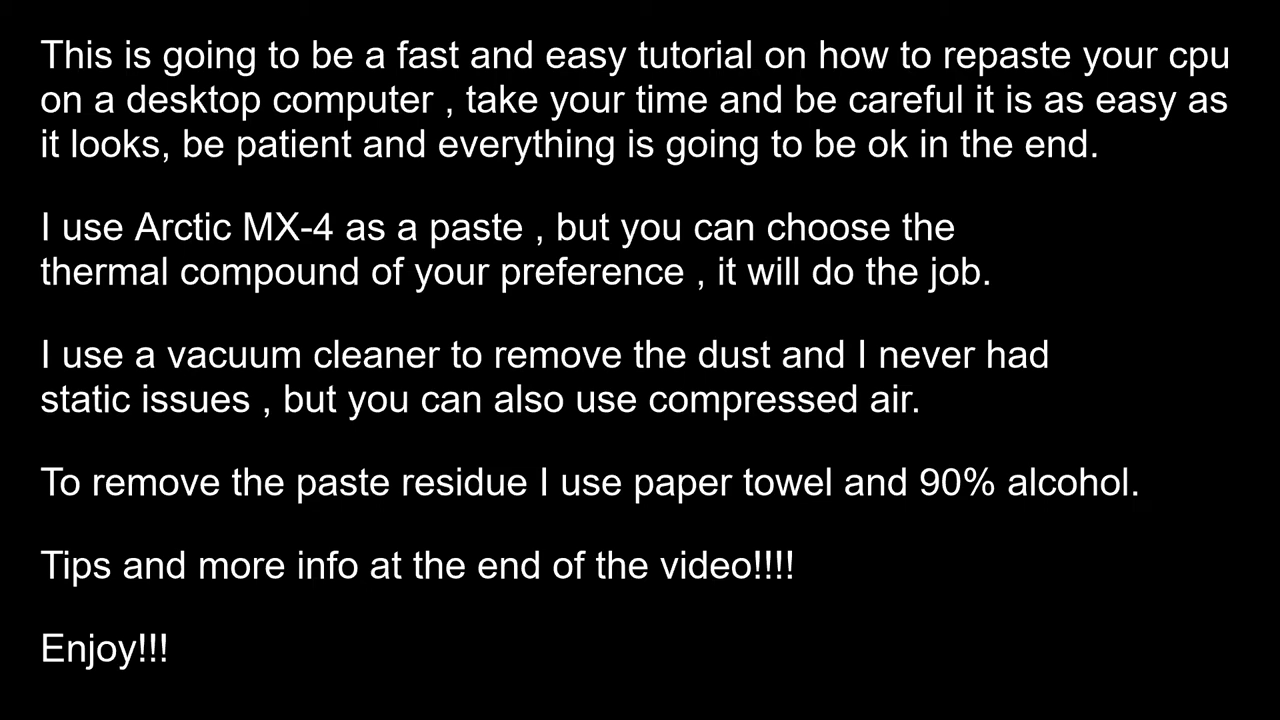 This is going to be a fast and easy tutorial on how to repaste your cpu
on a desktop computer , take your time and be careful it is as easy as
it looks, be patient and everything is going to be ok in the end.
I use Arctic MX-4 as a paste , but you can choose the
thermal compound of your preference , it will do the job.
I use a vacuum cleaner to remove the dust and I never had
static issues , but you can also use compressed air.
To remove the paste residue I use paper towel and 90% alcohol.
Tips and more info at the end of the video!!!!
Enjoy!!!